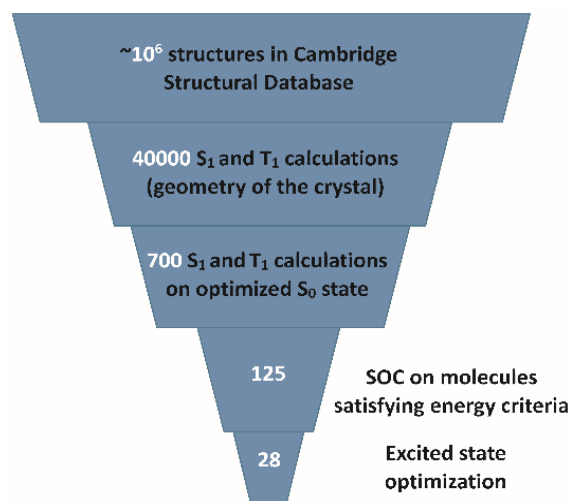 ~10⁶ structures in Cambridge
Structural Database
40000 S₁ and T₁ calculations
(geometry of the crystal)
700 S₁ and T₁ calculations
on optimized S₀ state
125
SOC on molecules
satisfying energy criteria
28
Excited state
optimization